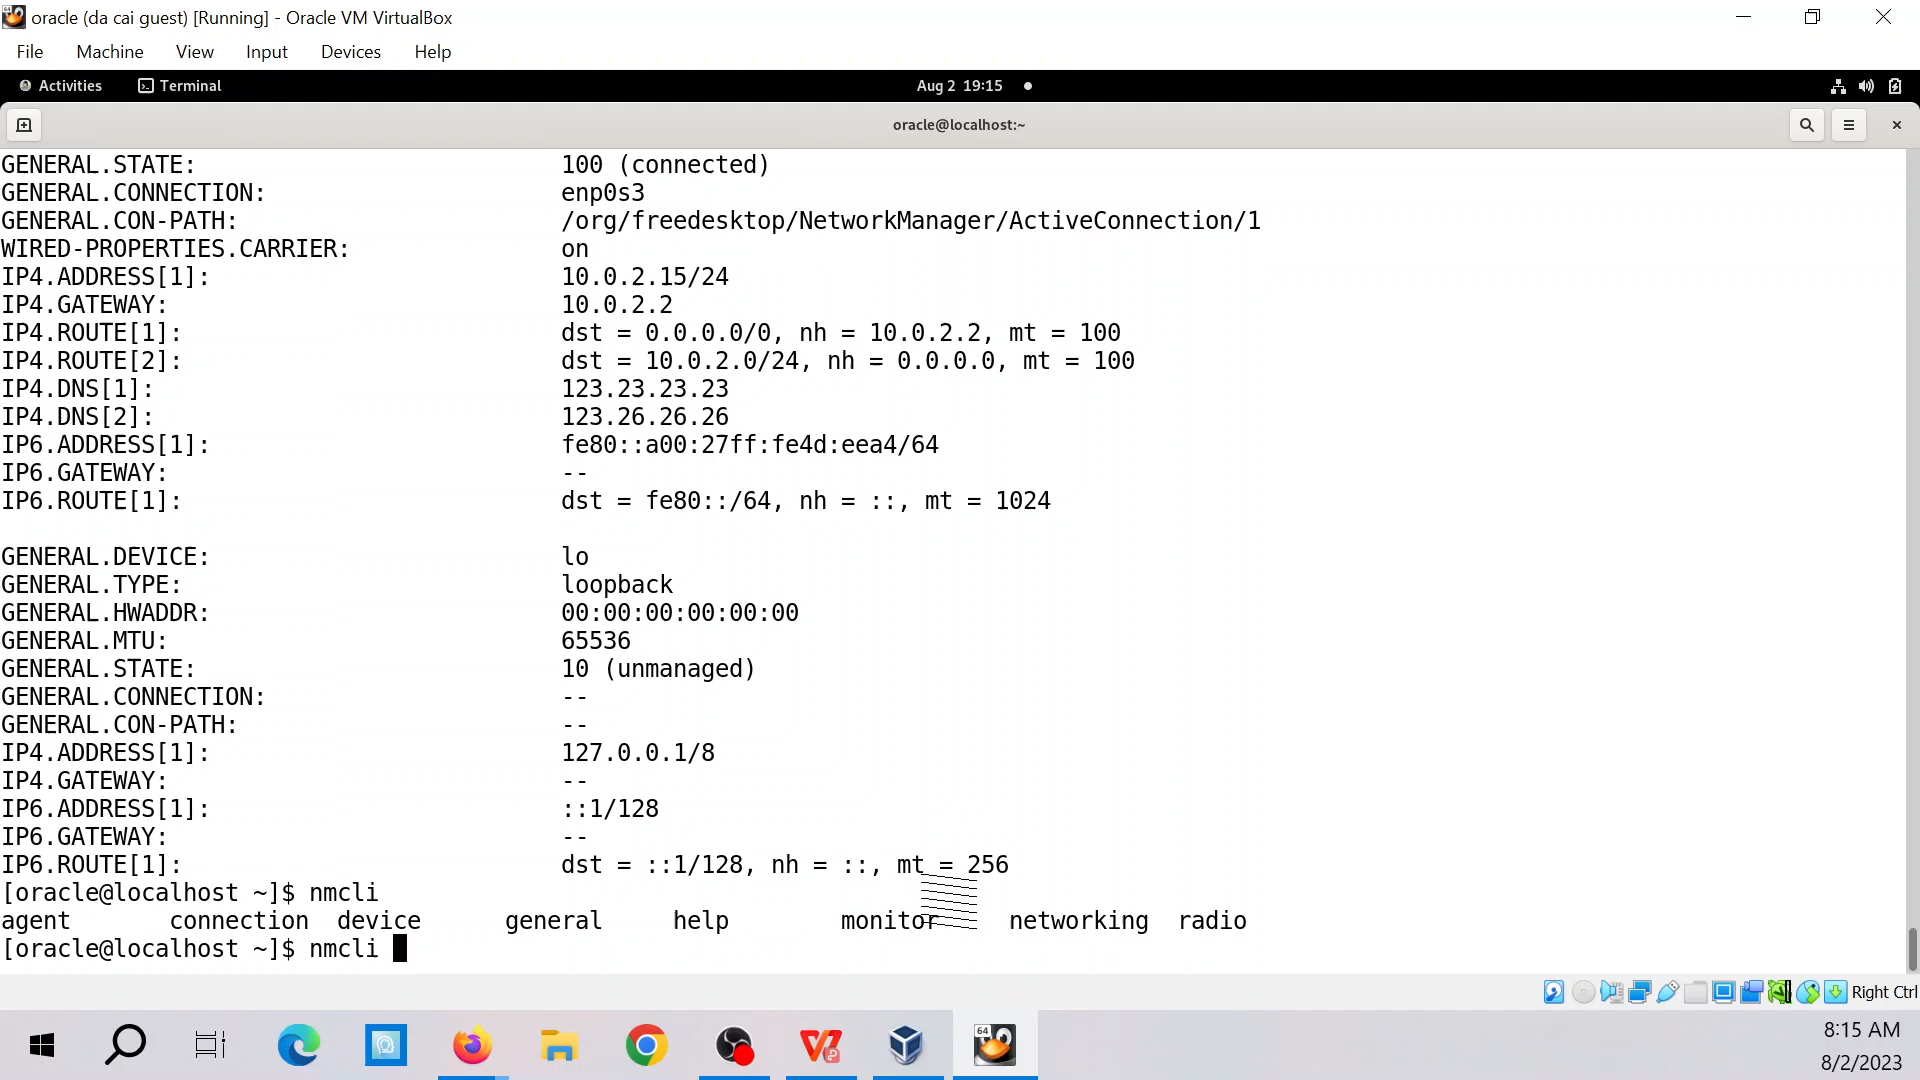 oracle (da cai guest) [Running] - Oracle VM VirtualBox
File Machine View Input Devices Help
Activities Terminal Aug 2 19:15
oracle@localhost:~
GENERAL.STATE: 100 (connected)
GENERAL.CONNECTION: enp0s3
GENERAL.CON-PATH: /org/freedesktop/NetworkManager/ActiveConnection/1
WIRED-PROPERTIES.CARRIER: on
IP4.ADDRESS[1]: 10.0.2.15/24
IP4.GATEWAY: 10.0.2.2
IP4.ROUTE[1]: dst = 0.0.0.0/0, nh = 10.0.2.2, mt = 100
IP4.ROUTE[2]: dst = 10.0.2.0/24, nh = 0.0.0.0, mt = 100
IP4.DNS[1]: 123.23.23.23
IP4.DNS[2]: 123.26.26.26
IP6.ADDRESS[1]: fe80::a00:27ff:fe4d:eea4/64
IP6.GATEWAY: --
IP6.ROUTE[1]: dst = fe80::/64, nh = ::, mt = 1024
GENERAL.DEVICE: lo
GENERAL.TYPE: loopback
GENERAL.HWADDR: 00:00:00:00:00:00
GENERAL.MTU: 65536
GENERAL.STATE: 10 (unmanaged)
GENERAL.CONNECTION: --
GENERAL.CON-PATH: --
IP4.ADDRESS[1]: 127.0.0.1/8
IP4.GATEWAY: --
IP6.ADDRESS[1]: ::1/128
IP6.GATEWAY: --
IP6.ROUTE[1]: dst = ::1/128, nh = ::, mt = 256
[oracle@localhost ~]$ nmcli
agent connection device general help monitor networking radio
[oracle@localhost ~]$ nmcli
Right Ctrl
64
8:15 AM
8/2/2023